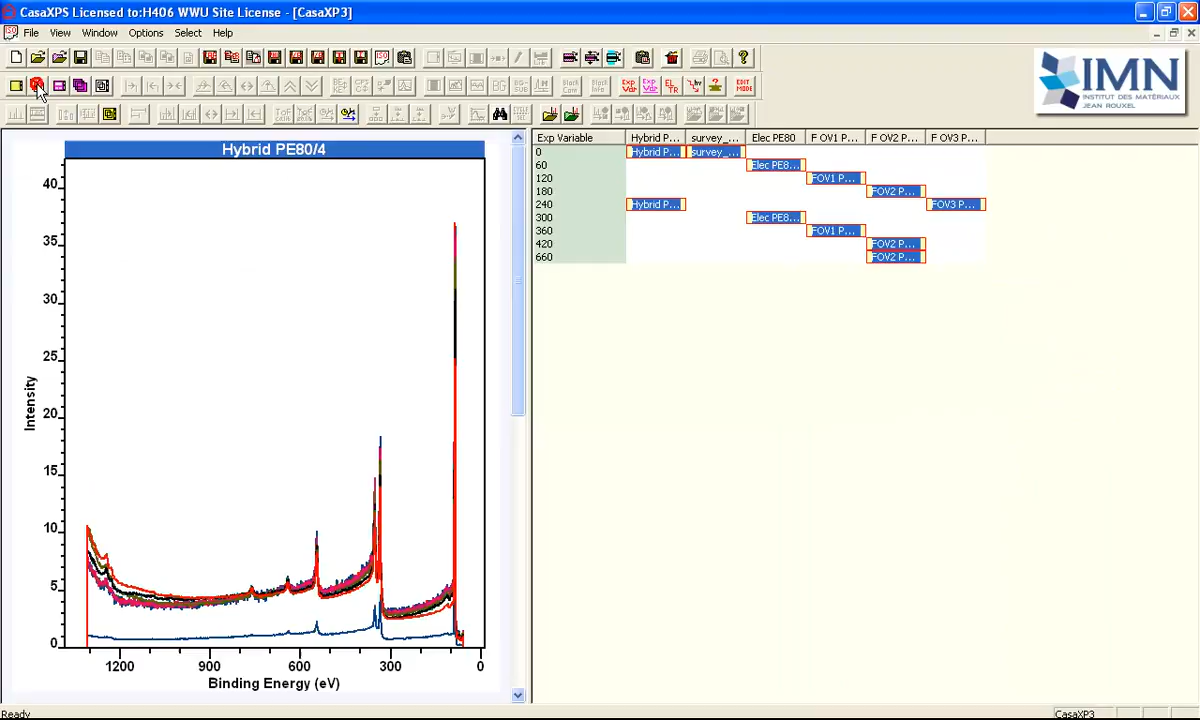 CasaXPS Licensed to:H406 WWU Site License - [CasaXP3]
File View Window Options Select Help
IMN
INSTITUT DES MATÉRIAUX
JEAN ROUXEL
Hybrid PE80/4
Intensity
40
35
30
25
20
15
10
5
0
1200 900 600 300 0
Binding Energy (eV)
Exp Variable Hybrid P... survey_... Elec PE80 F OV1 P... F OV2 P... F OV3 P...
0 Hybrid P... survey_...
60 Elec PE8...
120 FOV1 P...
180 FOV2 P...
240 Hybrid P... FOV3 P...
300 Elec PE8...
360 FOV1 P...
420 FOV2 P...
660 FOV2 P...
Ready CasaXP3